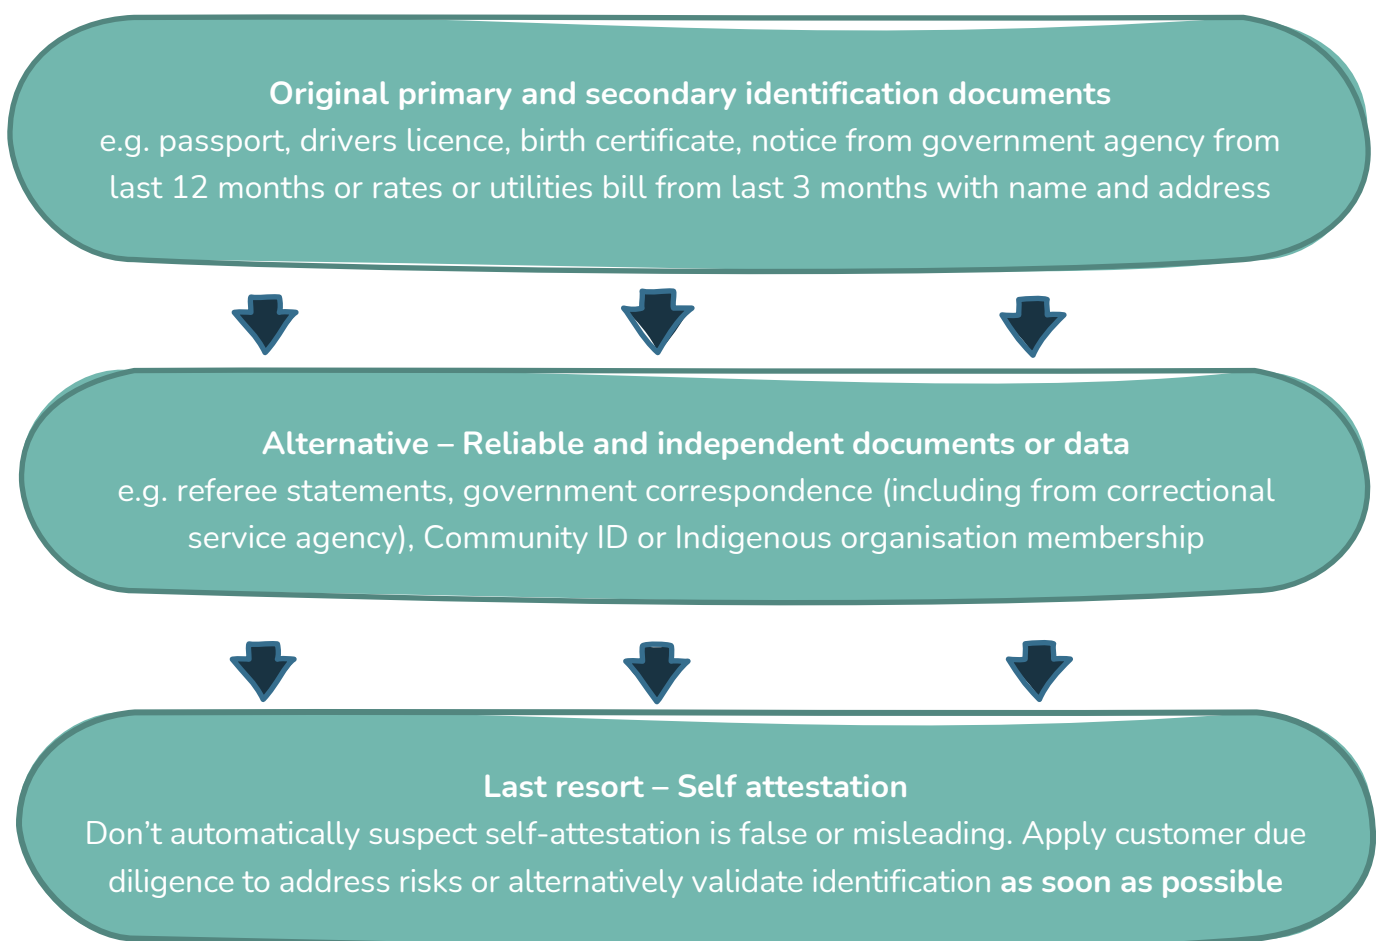 Original primary and secondary identification documents
e.g. passport, drivers licence, birth certificate, notice from government agency from
last 12 months or rates or utilities bill from last 3 months with name and address
Alternative – Reliable and independent documents or data
e.g. referee statements, government correspondence (including from correctional
service agency), Community ID or Indigenous organisation membership
Last resort – Self attestation
Don’t automatically suspect self-attestation is false or misleading. Apply customer due
diligence to address risks or alternatively validate identification as soon as possible